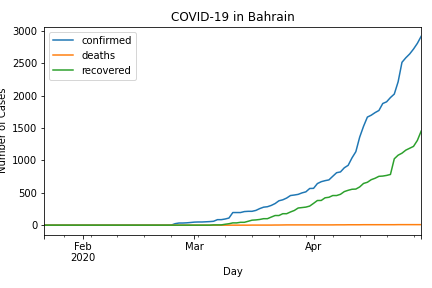 COVID-19 in Bahrain
confirmed
deaths
recovered
3000
2500
2000
1500
1000
500
0
Number of Cases
Feb
2020
Mar
Apr
Day